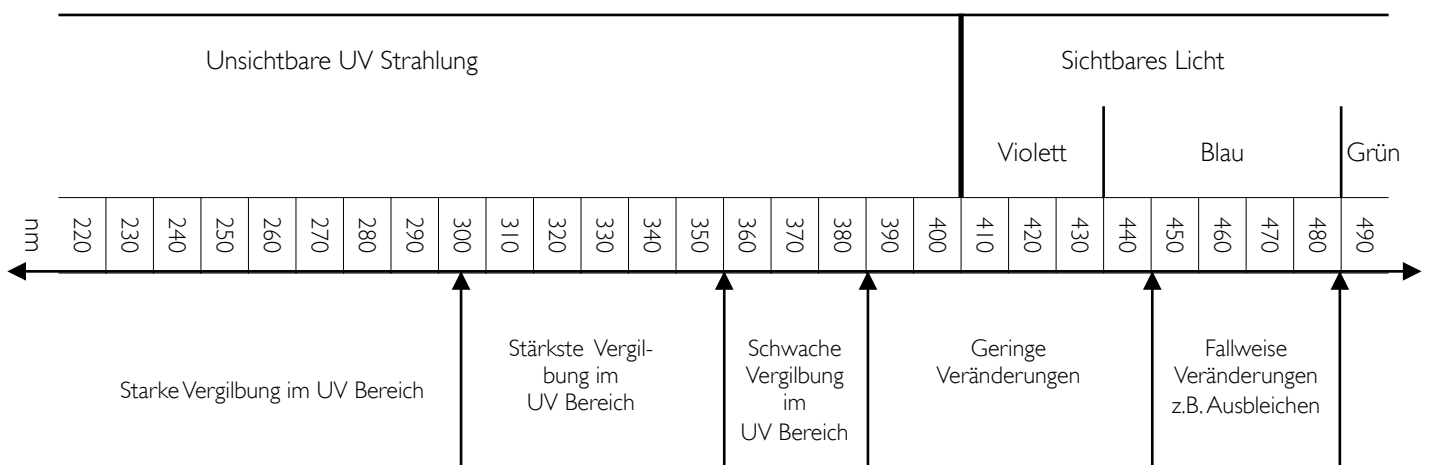 Unsichtbare UV Strahlung
Sichtbares Licht
Violett
Blau
Grün
nm
220
230
240
250
260
270
280
290
300
310
320
330
340
350
360
370
380
390
400
410
420
430
440
450
460
470
480
490
Starke Vergilbung im UV Bereich
Stärkste Vergil-
bung im
UV Bereich
Schwache
Vergilbung
im
UV Bereich
Geringe
Veränderungen
Fallweise
Veränderungen
z.B. Ausbleichen